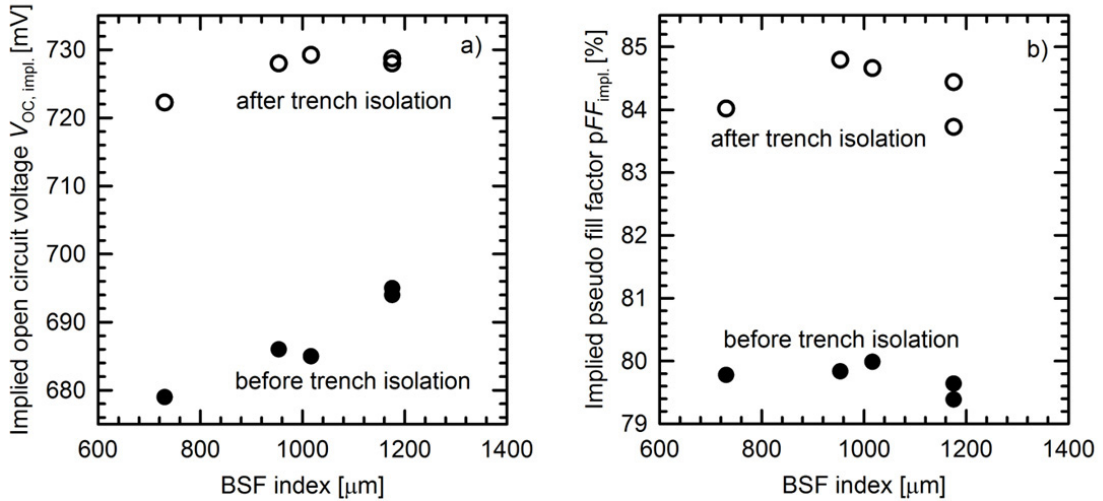 Implied open circuit voltage V_OC, impl. [mV]
730
720
710
700
690
680
a)
after trench isolation
before trench isolation
600 800 1000 1200 1400
BSF index [μm]
Implied pseudo fill factor pFF_impl. [%]
85
84
83
82
81
80
79
b)
after trench isolation
before trench isolation
600 800 1000 1200 1400
BSF index [μm]